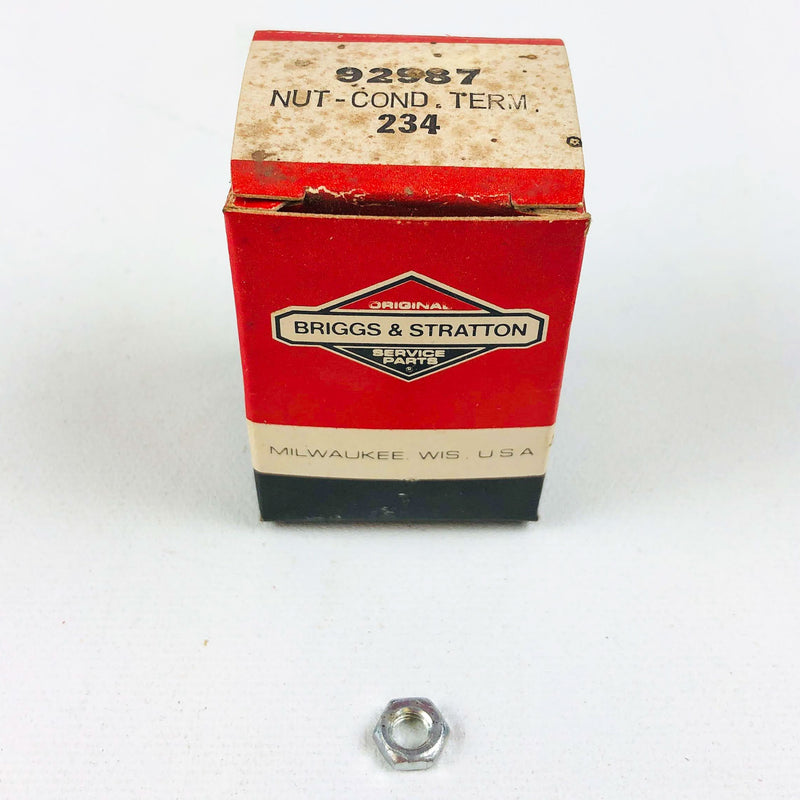 92987
NUT-COND. TERM.
234
ORIGINAL
BRIGGS & STRATTON
SERVICE
PARTS
®
MILWAUKEE, WIS., U S A